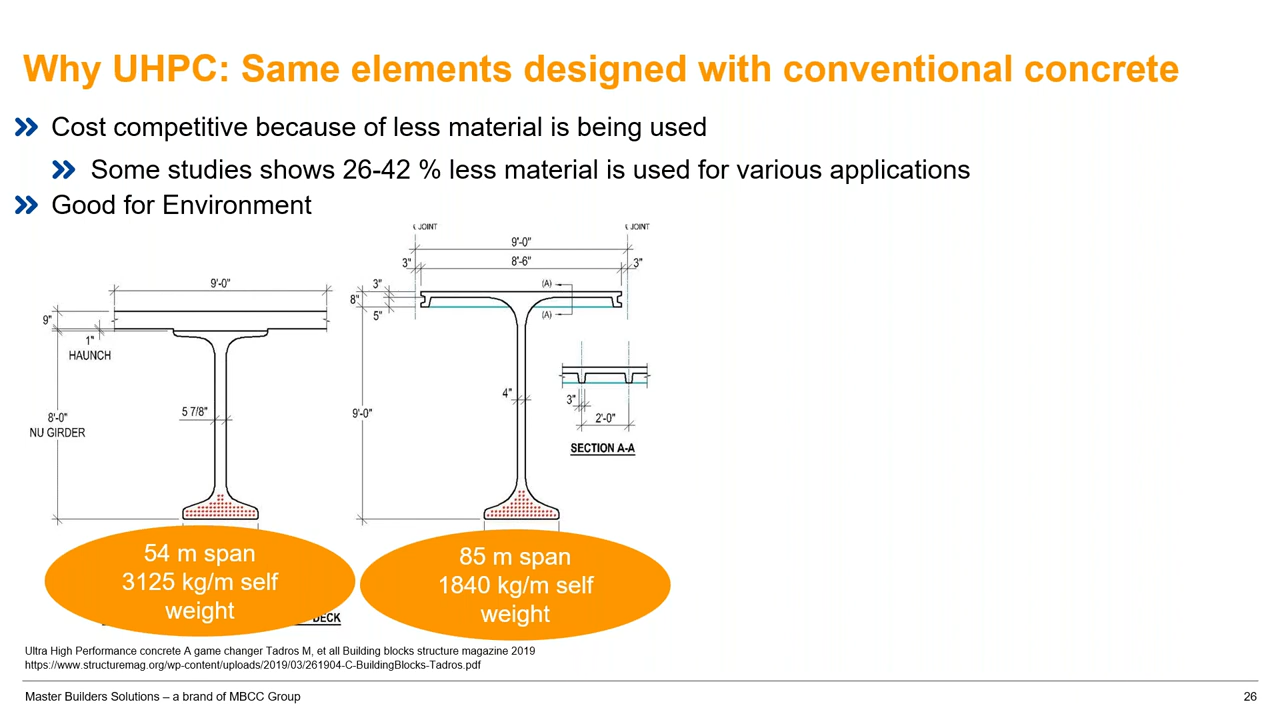 Why UHPC: Same elements designed with conventional concrete
Cost competitive because of less material is being used
Some studies shows 26-42 % less material is used for various applications
Good for Environment
9'-0"
9"
1"
HAUNCH
8'-0"
NU GIRDER
5 7/8"
JOINT
JOINT
9'-0"
3"
8'-6"
3"
3"
8"
5"
(A)
(A)
4"
9'-0"
3"
2'-0"
SECTION A-A
54 m span
3125 kg/m self
weight
DECK
85 m span
1840 kg/m self
weight
Ultra High Performance concrete A game changer Tadros M, et all Building blocks structure magazine 2019
https://www.structuremag.org/wp-content/uploads/2019/03/261904-C-BuildingBlocks-Tadros.pdf
Master Builders Solutions – a brand of MBCC Group
26